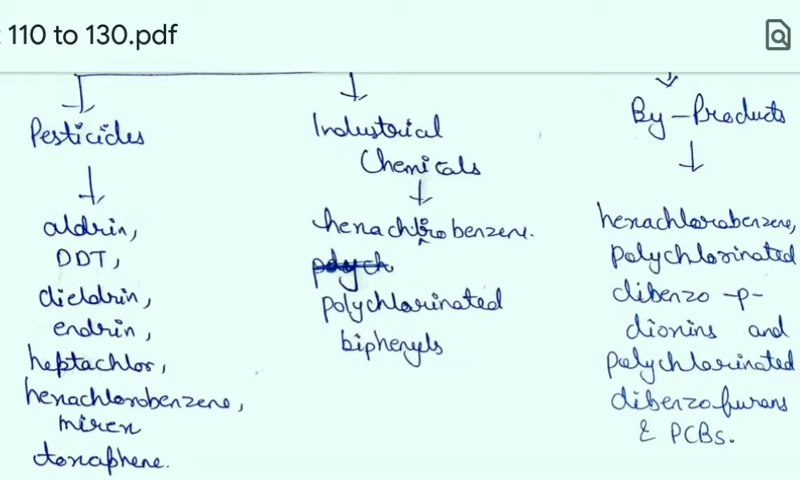 : 110 to 130.pdf
Pesticides
aldrin,
DDT,
dieldrin,
endrin,
heptachlor,
hexachlorobenzene,
mirex
toxaphene.
Industrial
Chemicals
hexachlorobenzene.
polychlorinated
biphenyls
By-Products
hexachlorobenzene,
polychlorinated
dibenzo-p-
dioxins and
polychlorinated
dibenzofurans
& PCBs.